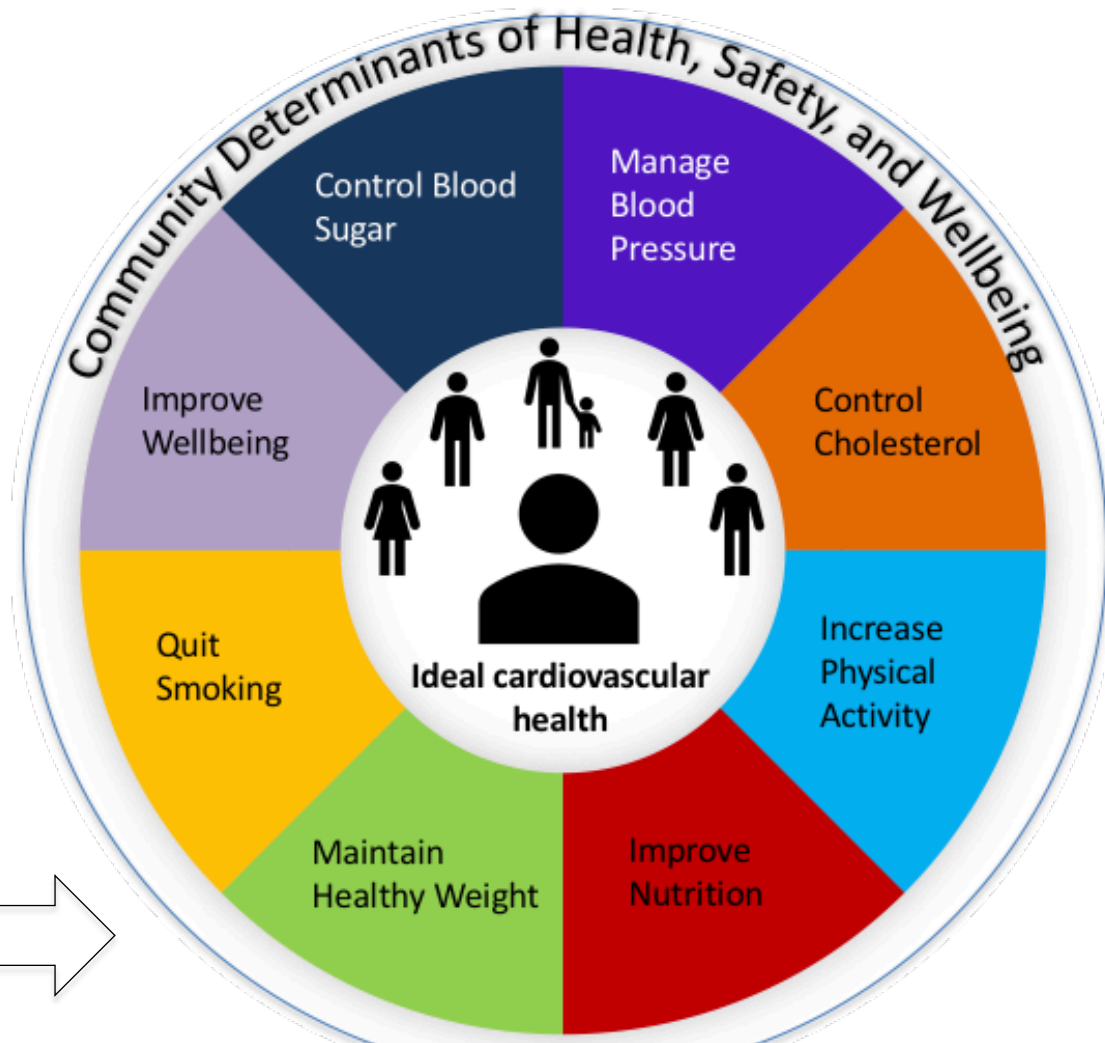 Community Determinants of Health, Safety, and Wellbeing
Control Blood
Sugar
Manage
Blood
Pressure
Improve
Wellbeing
Control
Cholesterol
Quit
Smoking
Increase
Physical
Activity
Ideal cardiovascular
health
Maintain
Healthy Weight
Improve
Nutrition